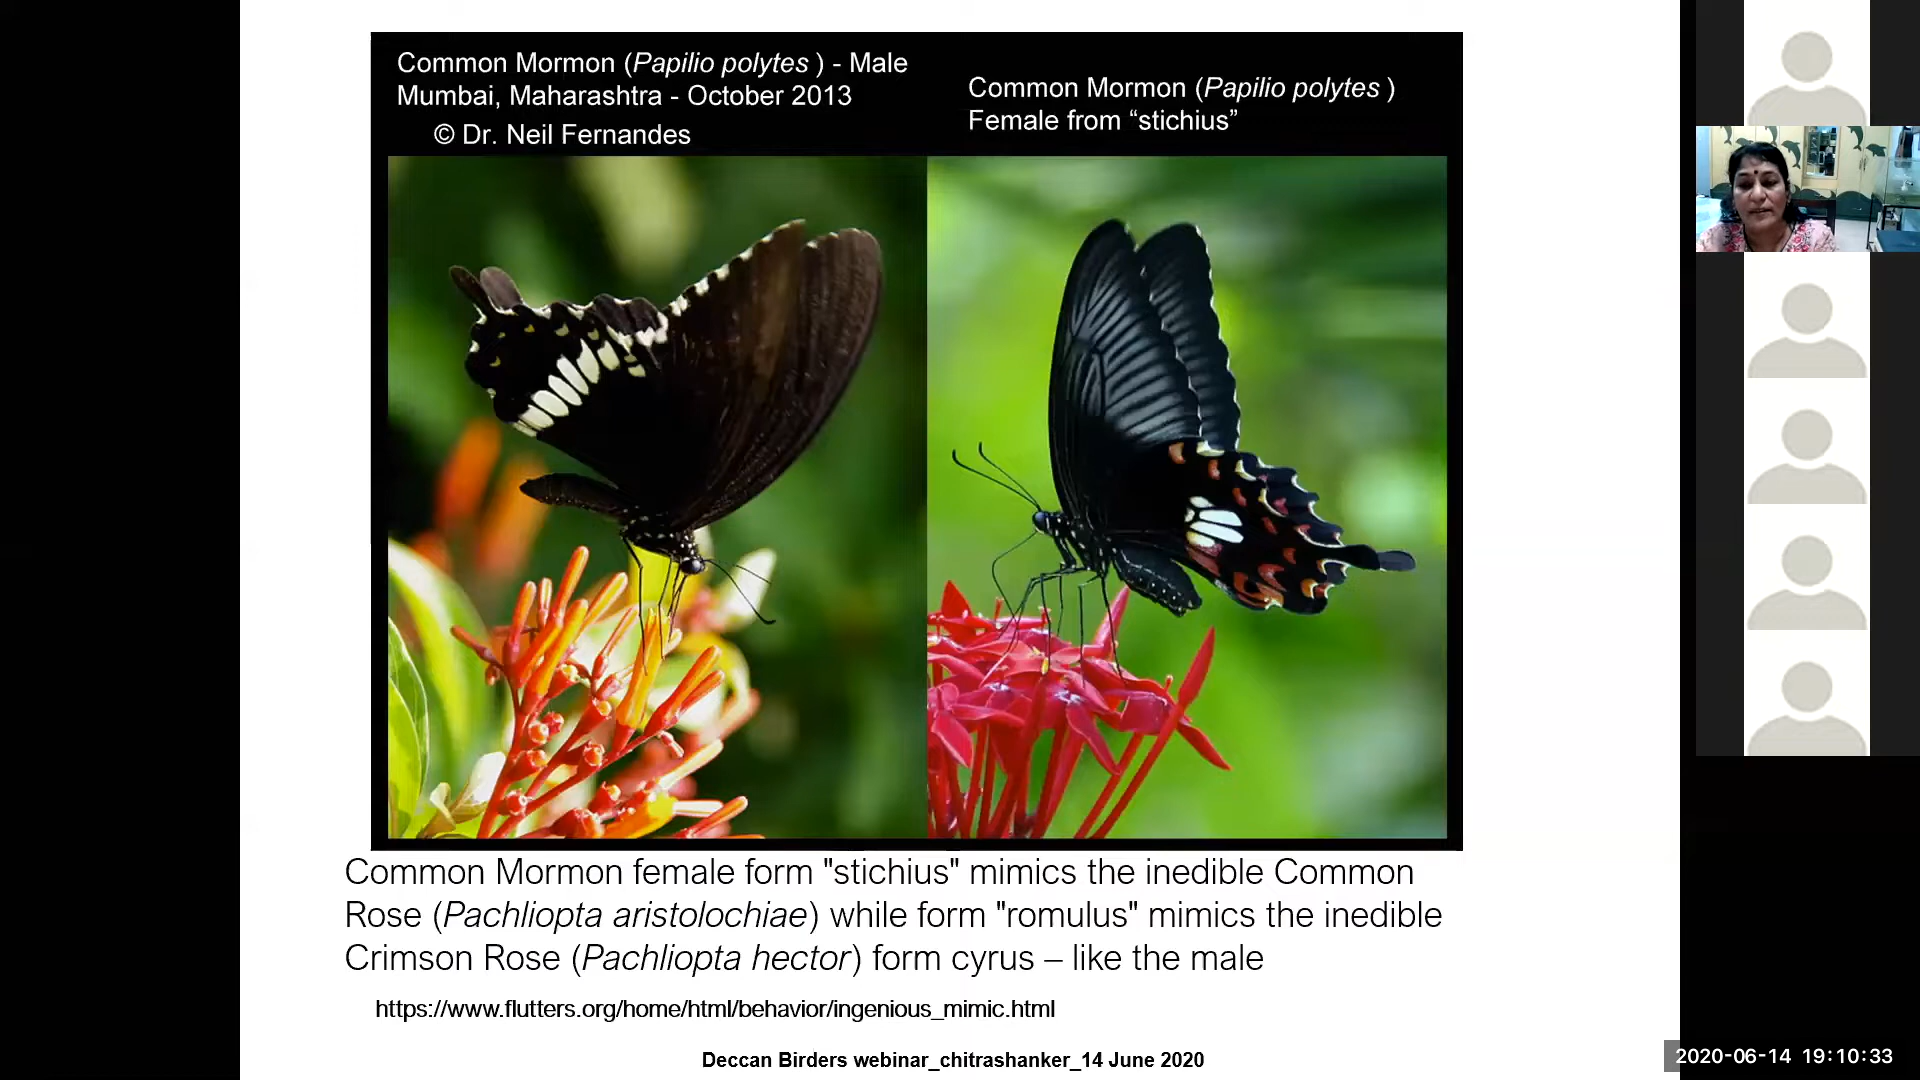 Common Mormon (Papilio polytes ) - Male
Mumbai, Maharashtra - October 2013
© Dr. Neil Fernandes
Common Mormon (Papilio polytes )
Female from “stichius”
Common Mormon female form "stichius" mimics the inedible Common
Rose (Pachliopta aristolochiae) while form "romulus" mimics the inedible
Crimson Rose (Pachliopta hector) form cyrus – like the male
https://www.flutters.org/home/html/behavior/ingenious_mimic.html
Deccan Birders webinar_chitrashanker_14 June 2020
2020-06-14 19:10:33